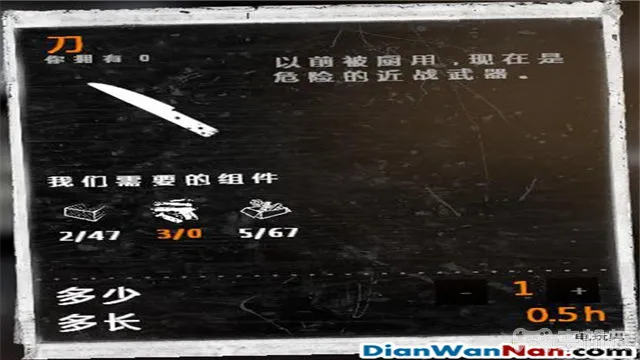 刀
你拥有 0
以前被厨用，现在是
危险的近战武器。
我们需要的组件
2/47 3/0 5/67
多少
- 1 +
多长
0.5h
DianWanNan.com